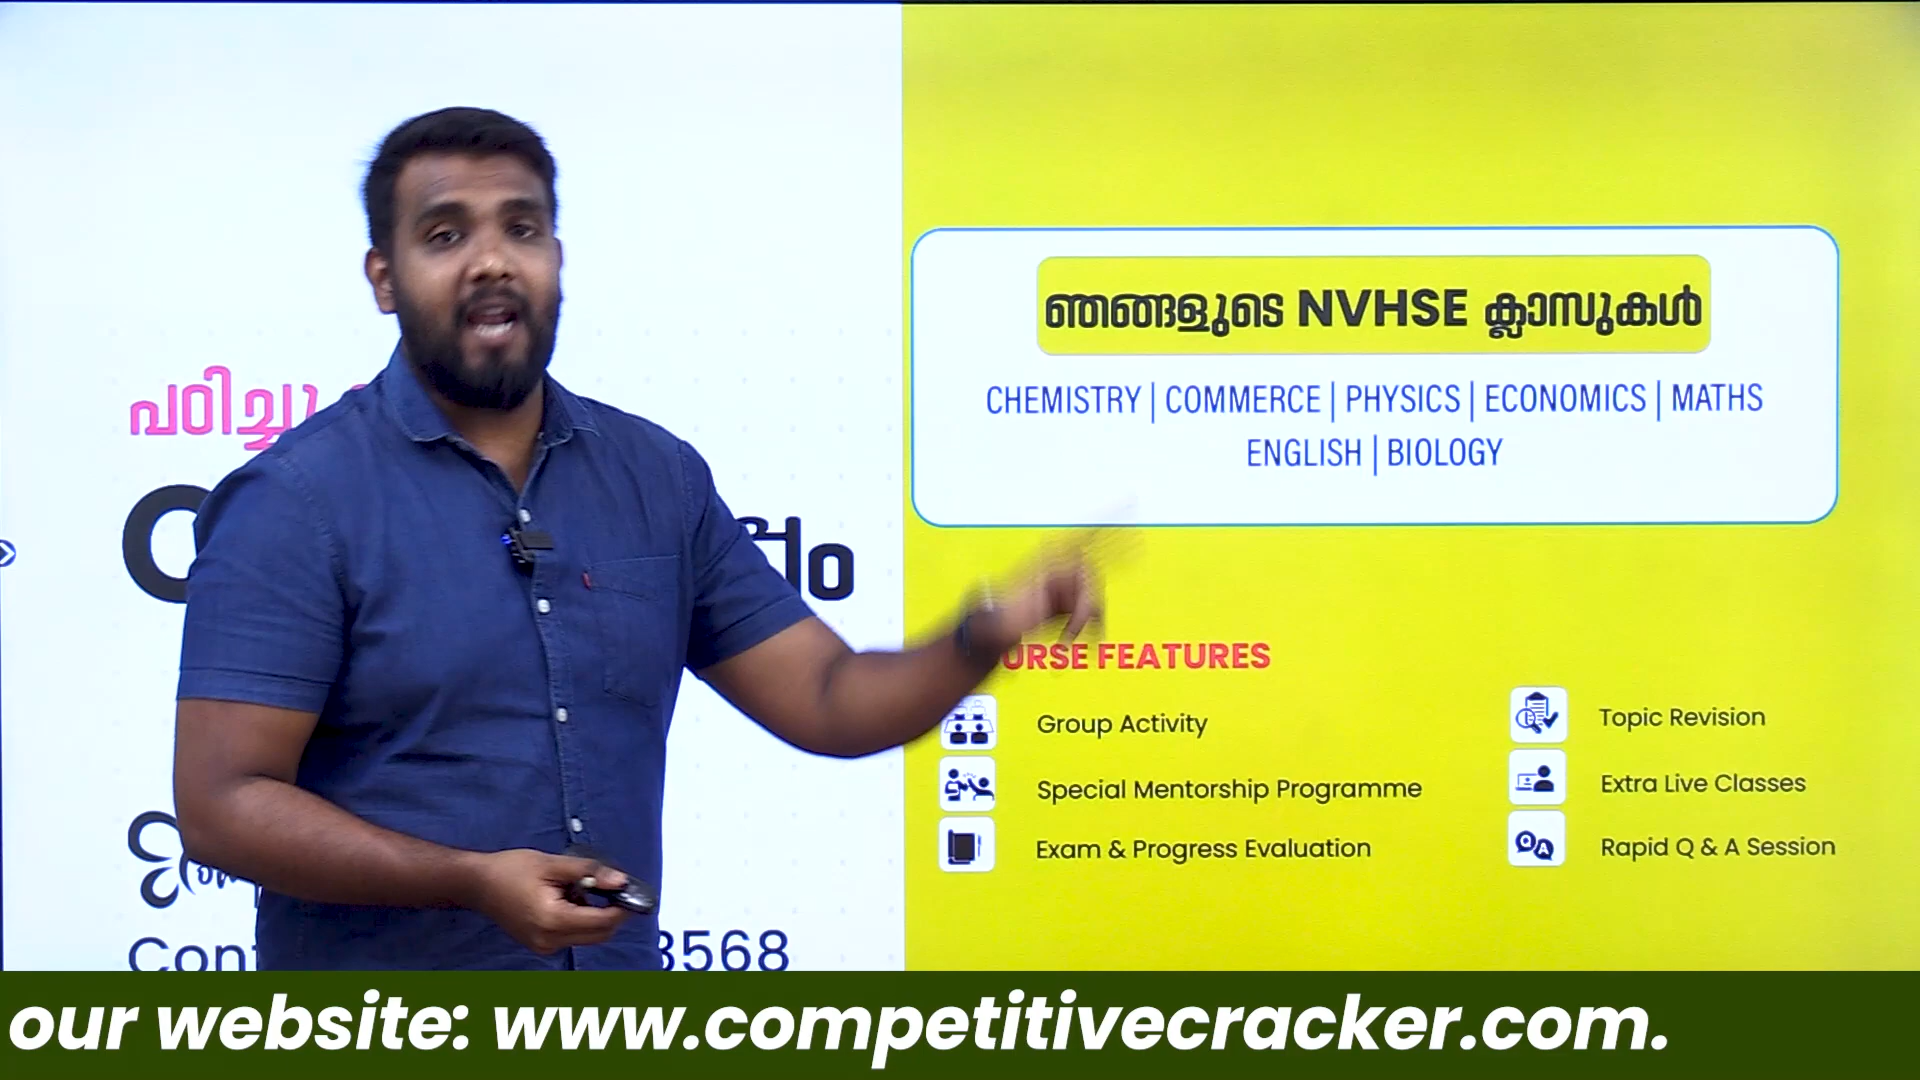 പഠിച്ചു
ഞങ്ങളുടെ NVHSE ക്ലാസുകൾ
CHEMISTRY | COMMERCE | PHYSICS | ECONOMICS | MATHS
ENGLISH | BIOLOGY
FEATURES
Group Activity
Special Mentorship Programme
Exam & Progress Evaluation
Topic Revision
Extra Live Classes
Rapid Q & A Session
3568
our website: www.competitivecracker.com.